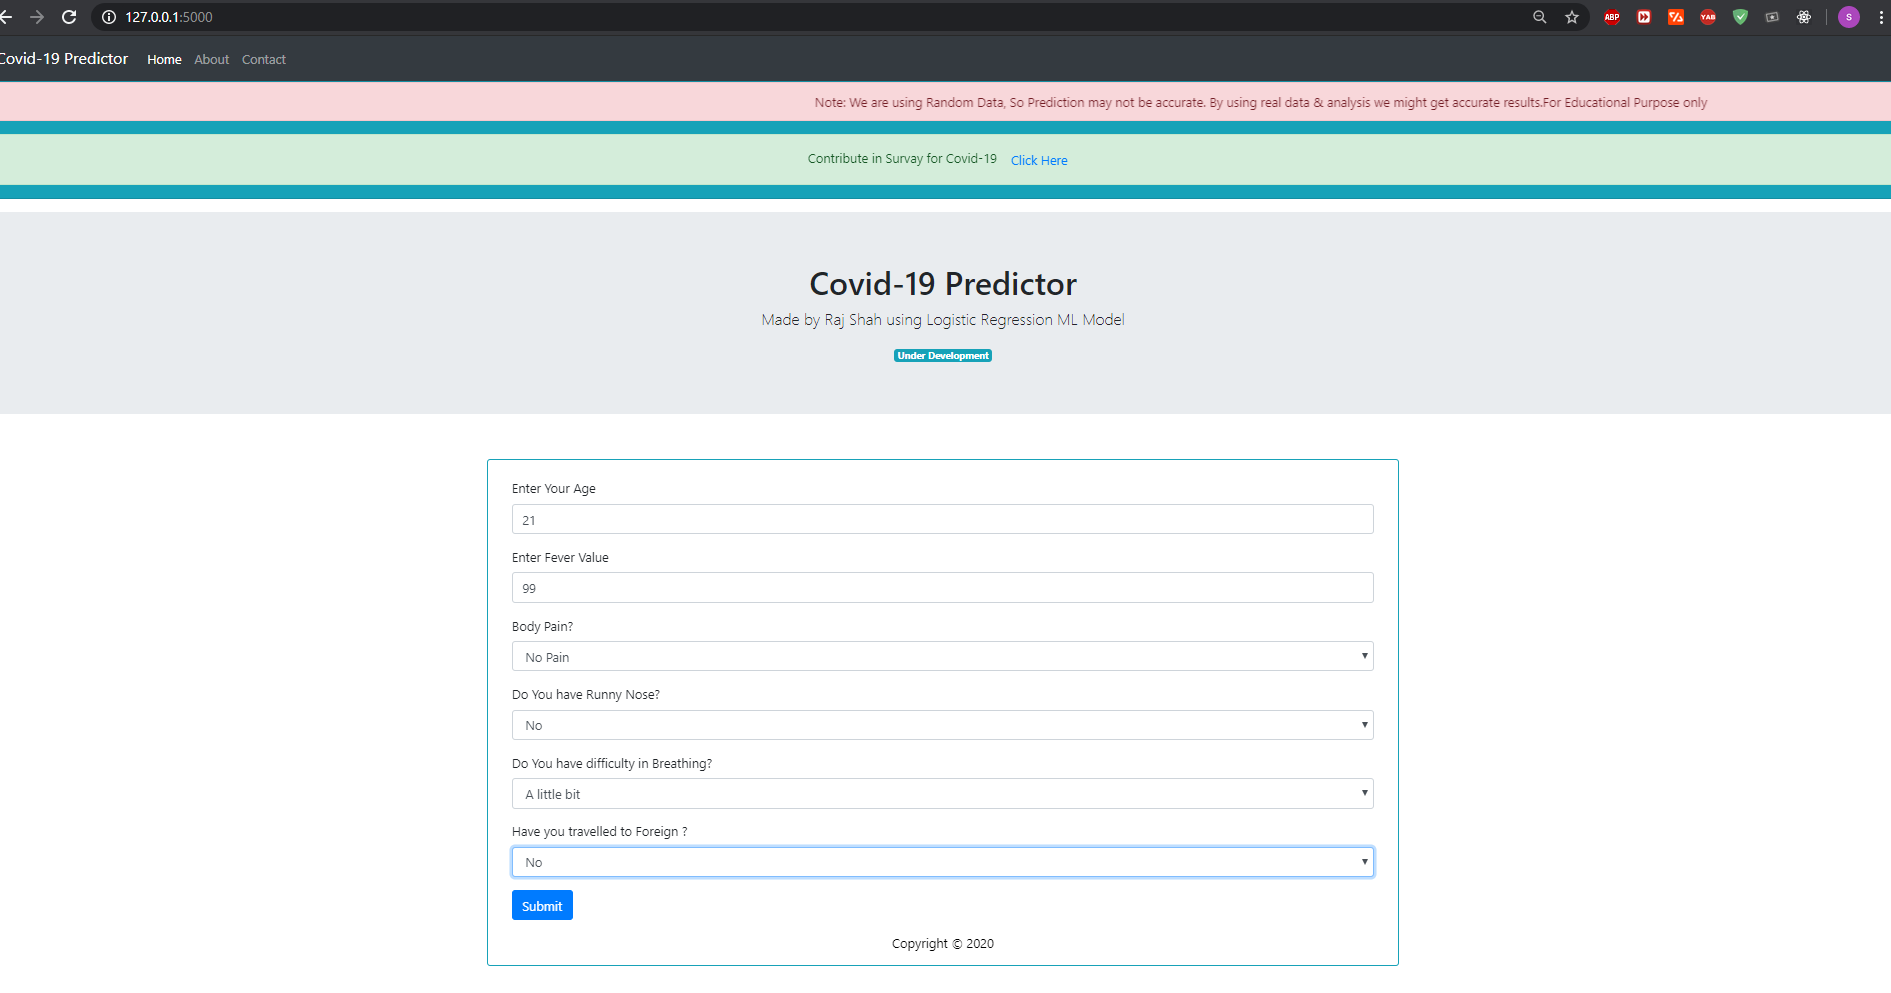 127.0.0.1:5000
ABP
YAB
S
Covid-19 Predictor Home About Contact
Note: We are using Random Data, So Prediction may not be accurate. By using real data & analysis we might get accurate results.For Educational Purpose only
Contribute in Survay for Covid-19 Click Here
Covid-19 Predictor
Made by Raj Shah using Logistic Regression ML Model
Under Development
Enter Your Age
21
Enter Fever Value
99
Body Pain?
No Pain
Do You have Runny Nose?
No
Do You have difficulty in Breathing?
A little bit
Have you travelled to Foreign ?
No
Submit
Copyright © 2020